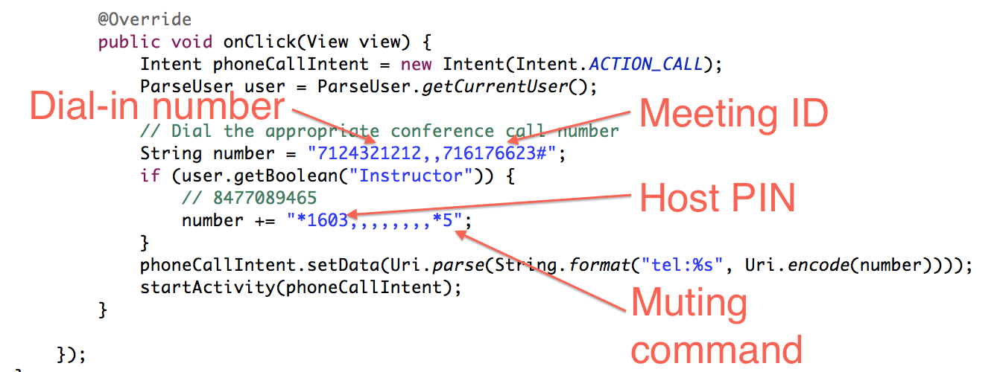 @Override
public void onClick(View view) {
Intent phoneCallIntent = new Intent(Intent.ACTION_CALL);
ParseUser user = ParseUser.getCurrentUser();
Dial-in number
Meeting ID
// Dial the appropriate conference call number
String number = "7124321212,,716176623#";
if (user.getBoolean("Instructor")) {
Host PIN
// 8477089465
number += "*1603,,,,,,,,*5";
}
phoneCallIntent.setData(Uri.parse(String.format("tel:%s", Uri.encode(number))));
startActivity(phoneCallIntent);
}
Muting
command
});
}